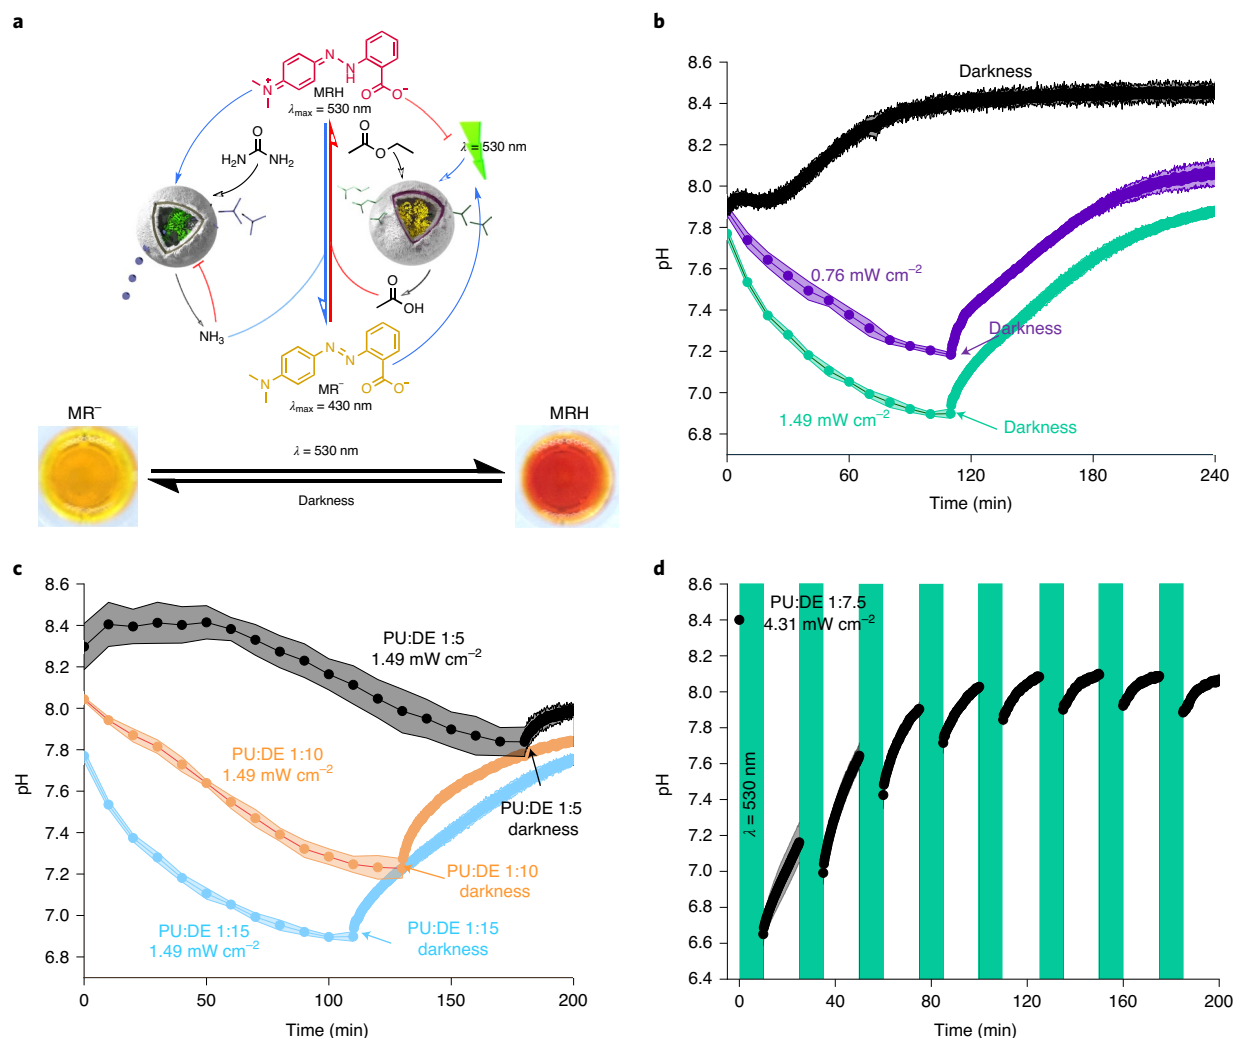 a
N
N
H
N
+
O
O−
MRH
λmax = 530 nm
O
H2N
NH2
O
O
λ = 530 nm
O
OH
NH3
N
N
N
O
O−
MR−
λmax = 430 nm
MR−
MRH
λ = 530 nm
Darkness
b
8.6
8.4
8.2
8.0
7.8
7.6
7.4
7.2
7.0
6.8
pH
Darkness
0.76 mW cm−2
Darkness
1.49 mW cm−2
Darkness
0
60
120
180
240
Time (min)
c
8.6
8.4
8.2
8.0
7.8
7.6
7.4
7.2
7.0
6.8
pH
PU:DE 1:5
1.49 mW cm−2
PU:DE 1:10
1.49 mW cm−2
PU:DE 1:5
darkness
PU:DE 1:10
darkness
PU:DE 1:15
1.49 mW cm−2
PU:DE 1:15
darkness
0
50
100
150
200
Time (min)
d
8.6
8.4
8.2
8.0
7.8
7.6
7.4
7.2
7.0
6.8
6.6
6.4
pH
PU:DE 1:7.5
4.31 mW cm−2
λ = 530 nm
0
40
80
120
160
200
Time (min)